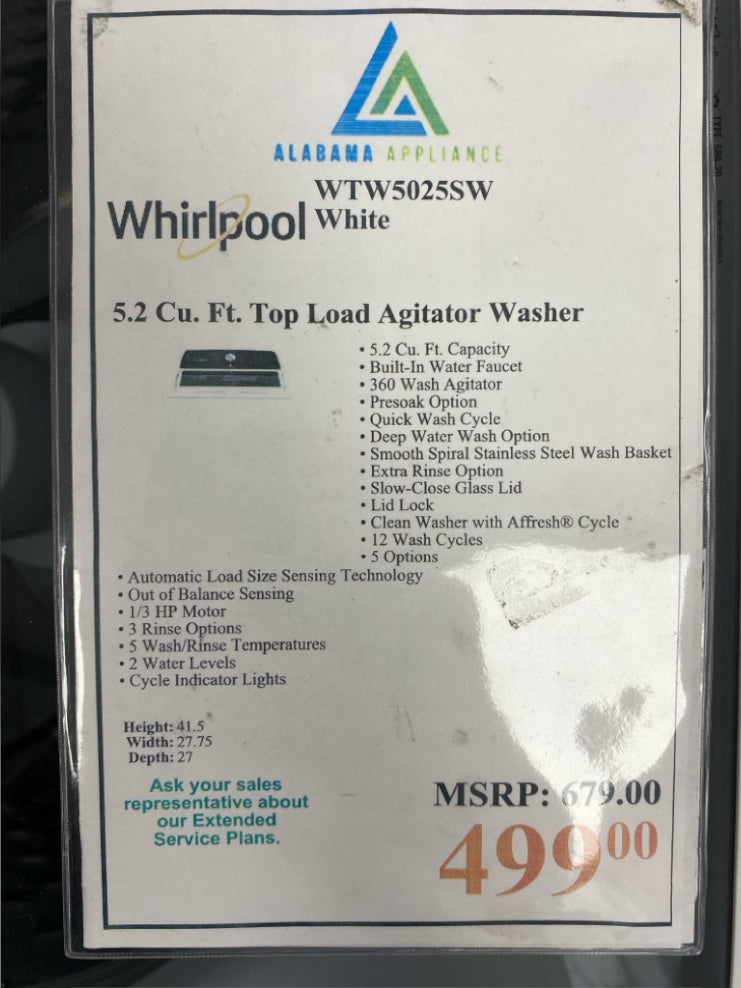 ALABAMA APPLIANCE
WTW5025SW
Whirlpool White
5.2 Cu. Ft. Top Load Agitator Washer
• 5.2 Cu. Ft. Capacity
• Built-In Water Faucet
• 360 Wash Agitator
• Presoak Option
• Quick Wash Cycle
• Deep Water Wash Option
• Smooth Spiral Stainless Steel Wash Basket
• Extra Rinse Option
• Slow-Close Glass Lid
• Lid Lock
• Clean Washer with Affresh® Cycle
• 12 Wash Cycles
• 5 Options
• Automatic Load Size Sensing Technology
• Out of Balance Sensing
• 1/3 HP Motor
• 3 Rinse Options
• 5 Wash/Rinse Temperatures
• 2 Water Levels
• Cycle Indicator Lights
Height: 41.5
Width: 27.75
Depth: 27
Ask your sales
representative about
our Extended
Service Plans.
MSRP: 679.00
499.00